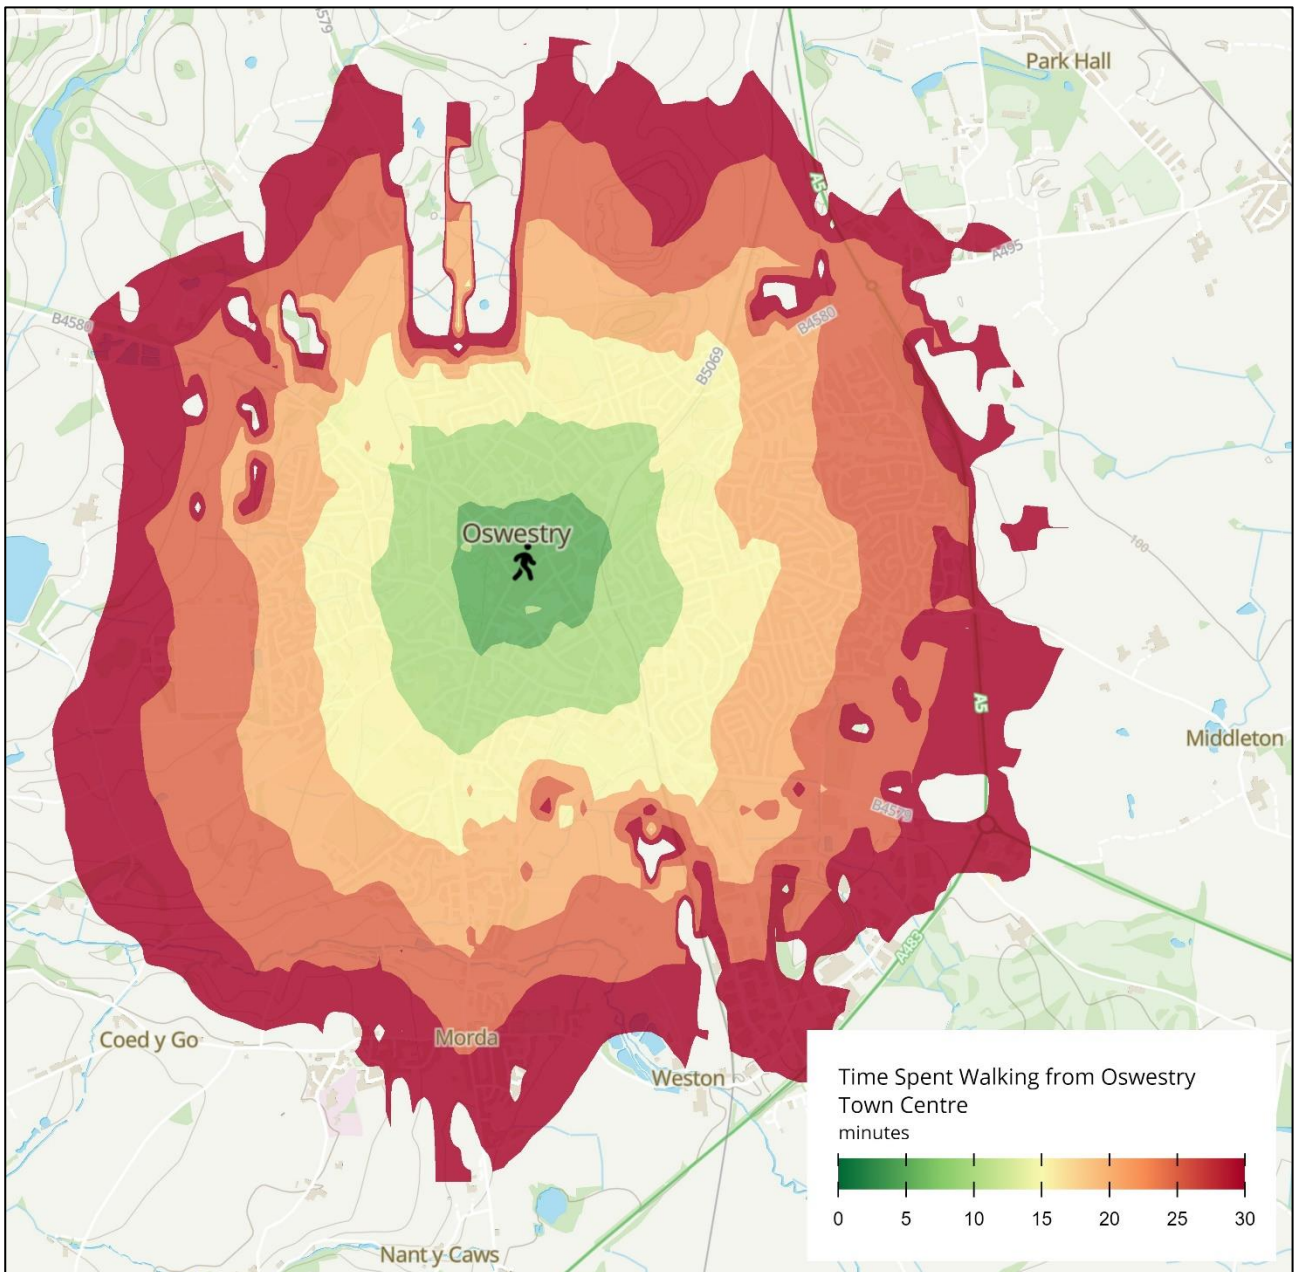 579
Park Hall
A5
A495
B4580
B4580
B5069
Oswestry
100
A5
Middleton
B4579
A483
Coed y Go
Morda
Weston
Nant y Caws
Time Spent Walking from Oswestry
Town Centre
minutes
0 5 10 15 20 25 30